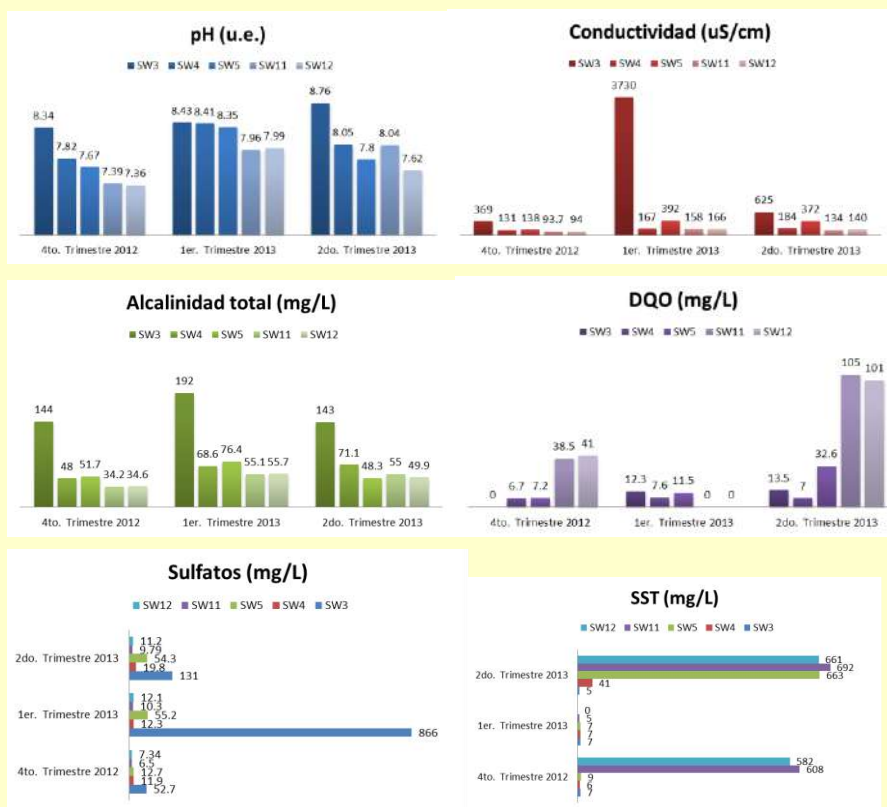 pH (u.e.)
SW3 SW4 SW5 SW11 SW12
8.34 7.82 7.67 7.39 7.36
8.43 8.41 8.35 7.96 7.99
8.76 8.05 7.8 8.04 7.62
4to. Trimestre 2012 1er. Trimestre 2013 2do. Trimestre 2013
Conductividad (uS/cm)
SW3 SW4 SW5 SW11 SW12
369 131 138 93.7 94
3730 167 392 158 166
625 184 372 134 140
4to. Trimestre 2012 1er. Trimestre 2013 2do. Trimestre 2013
Alcalinidad total (mg/L)
SW3 SW4 SW5 SW11 SW12
144 48 51.7 34.2 34.6
192 68.6 76.4 55.1 55.7
143 71.1 48.3 55 49.9
4to. Trimestre 2012 1er. Trimestre 2013 2do. Trimestre 2013
DQO (mg/L)
SW3 SW4 SW5 SW11 SW12
0 6.7 7.2 38.5 41
12.3 7.6 11.5 0 0
13.5 7 32.6 105 101
4to. Trimestre 2012 1er. Trimestre 2013 2do. Trimestre 2013
Sulfatos (mg/L)
SW12 SW11 SW5 SW4 SW3
2do. Trimestre 2013
11.2
9.79
54.3
19.8
131
1er. Trimestre 2013
12.1
10.3
55.2
12.3
866
4to. Trimestre 2012
7.34
6.5
12.7
11.9
52.7
SST (mg/L)
SW12 SW11 SW5 SW4 SW3
2do. Trimestre 2013
661
692
663
41
5
1er. Trimestre 2013
0
5
7
7
7
4to. Trimestre 2012
582
608
9
6
7